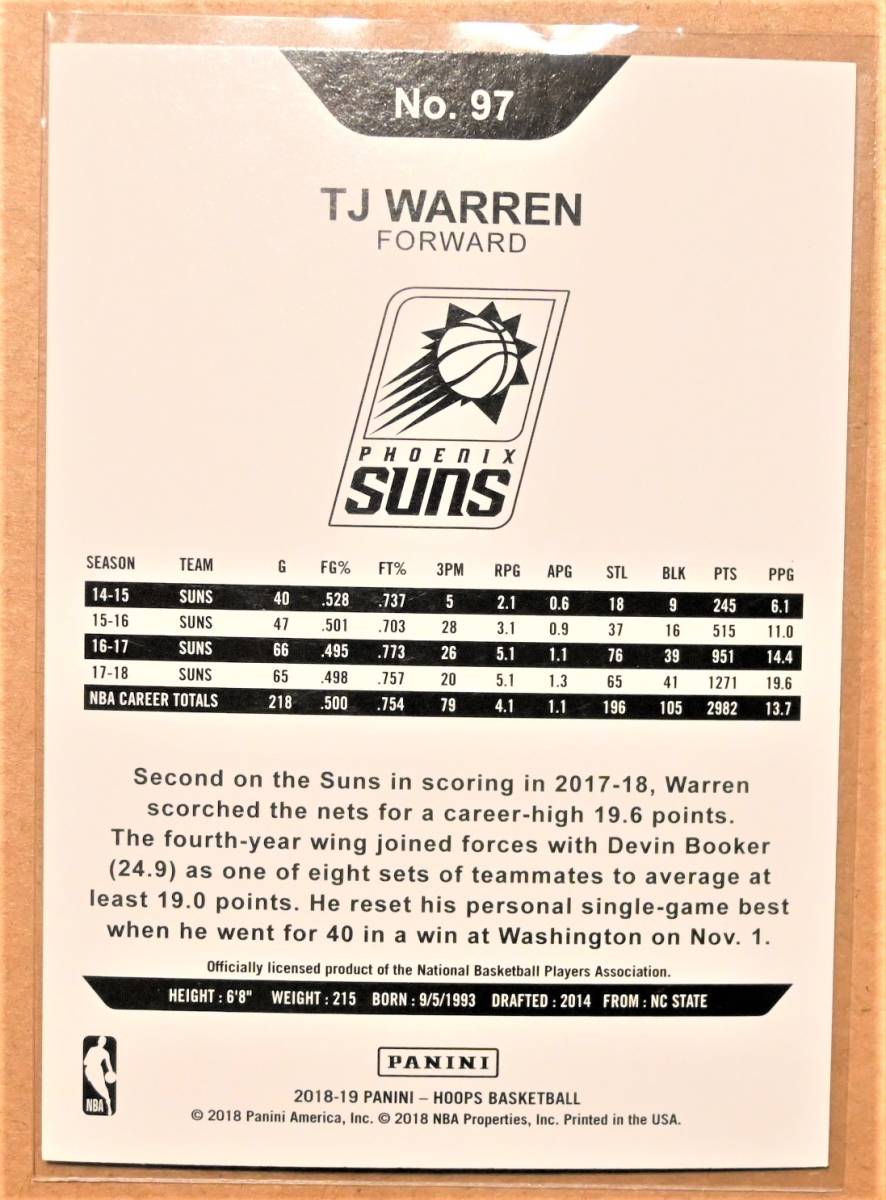 No. 97
TJ WARREN
FORWARD
PHOENIX
SUNS
SEASON TEAM G FG% FT% 3PM RPG APG STL BLK PTS PPG
14-15 SUNS 40 .528 .737 5 2.1 0.6 18 9 245 6.1
15-16 SUNS 47 .501 .703 28 3.1 0.9 37 16 515 11.0
16-17 SUNS 66 .495 .773 26 5.1 1.1 76 39 951 14.4
17-18 SUNS 65 .498 .757 20 5.1 1.3 65 41 1271 19.6
NBA CAREER TOTALS 218 .500 .754 79 4.1 1.1 196 105 2982 13.7
Second on the Suns in scoring in 2017-18, Warren
scorched the nets for a career-high 19.6 points.
The fourth-year wing joined forces with Devin Booker
(24.9) as one of eight sets of teammates to average at
least 19.0 points. He reset his personal single-game best
when he went for 40 in a win at Washington on Nov. 1.
Officially licensed product of the National Basketball Players Association.
HEIGHT : 6'8" WEIGHT : 215 BORN : 9/5/1993 DRAFTED : 2014 FROM : NC STATE
NBA
PANINI
2018-19 PANINI – HOOPS BASKETBALL
© 2018 Panini America, Inc. © 2018 NBA Properties, Inc. Printed in the USA.